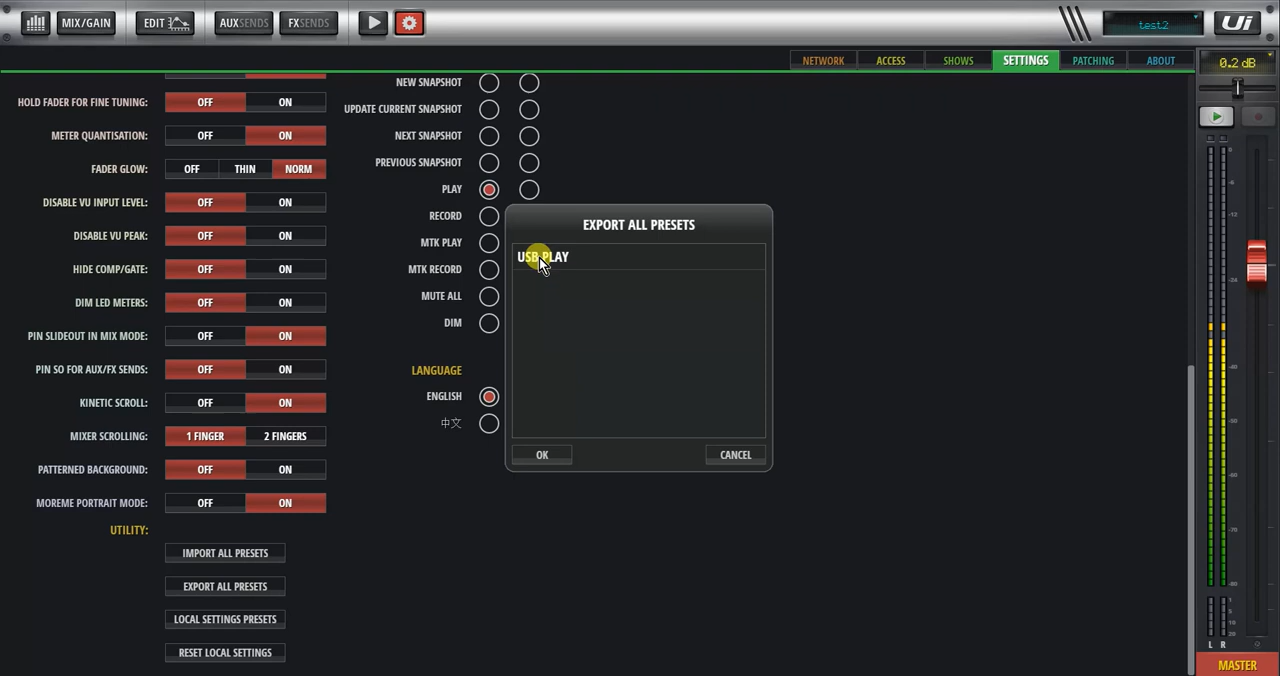 MIX/GAIN
EDIT
AUXSENDS
FXSENDS
test2
Ui
NETWORK
ACCESS
SHOWS
SETTINGS
PATCHING
ABOUT
0.2 dB
HOLD FADER FOR FINE TUNING: OFF ON
METER QUANTISATION: OFF ON
FADER GLOW: OFF THIN NORM
DISABLE VU INPUT LEVEL: OFF ON
DISABLE VU PEAK: OFF ON
HIDE COMP/GATE: OFF ON
DIM LED METERS: OFF ON
PIN SLIDEOUT IN MIX MODE: OFF ON
PIN SO FOR AUX/FX SENDS: OFF ON
KINETIC SCROLL: OFF ON
MIXER SCROLLING: 1 FINGER 2 FINGERS
PATTERNED BACKGROUND: OFF ON
MOREME PORTRAIT MODE: OFF ON
UTILITY:
IMPORT ALL PRESETS
EXPORT ALL PRESETS
LOCAL SETTINGS PRESETS
RESET LOCAL SETTINGS
NEW SNAPSHOT
UPDATE CURRENT SNAPSHOT
NEXT SNAPSHOT
PREVIOUS SNAPSHOT
PLAY
RECORD
MTK PLAY
MTK RECORD
MUTE ALL
DIM
LANGUAGE
ENGLISH
中文
EXPORT ALL PRESETS
USB PLAY
OK
CANCEL
L R
MASTER